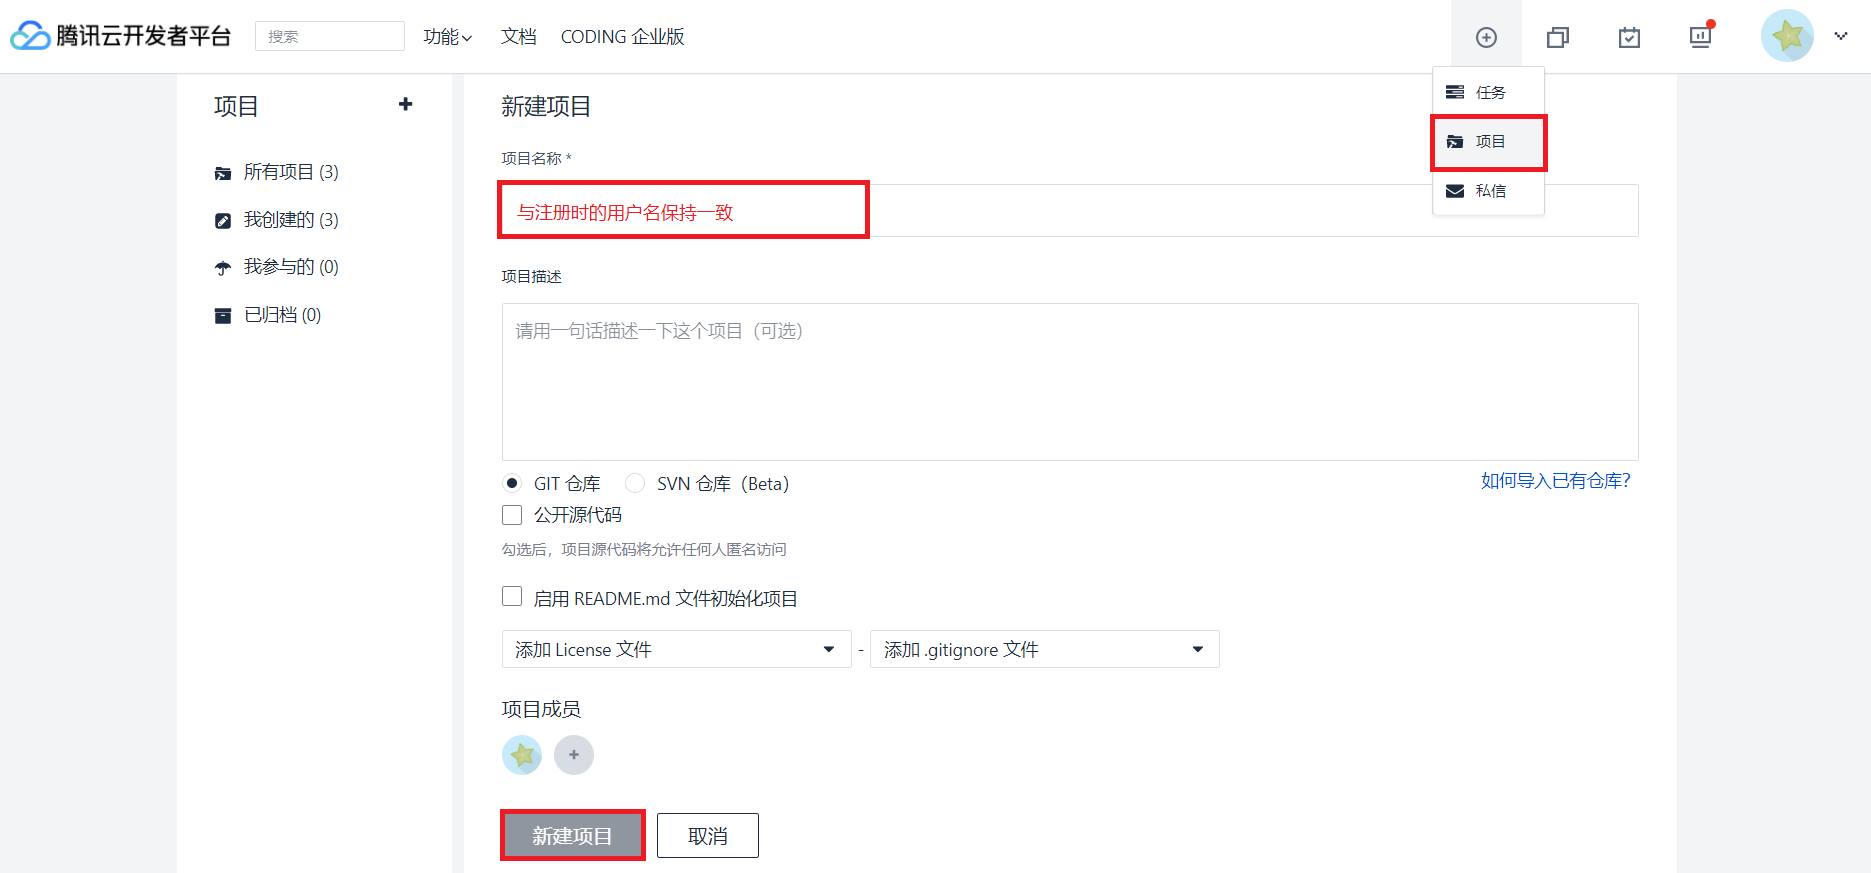 腾讯云开发者平台
搜索
功能
文档
CODING 企业版
任务
项目
私信
项目
所有项目 (3)
我创建的 (3)
我参与的 (0)
已归档 (0)
新建项目
项目名称 *
与注册时的用户名保持一致
项目描述
请用一句话描述一下这个项目（可选）
GIT 仓库
SVN 仓库（Beta）
如何导入已有仓库？
公开源代码
勾选后，项目源代码将允许任何人匿名访问
启用 README.md 文件初始化项目
添加 License 文件 - 添加 .gitignore 文件
项目成员
新建项目
取消